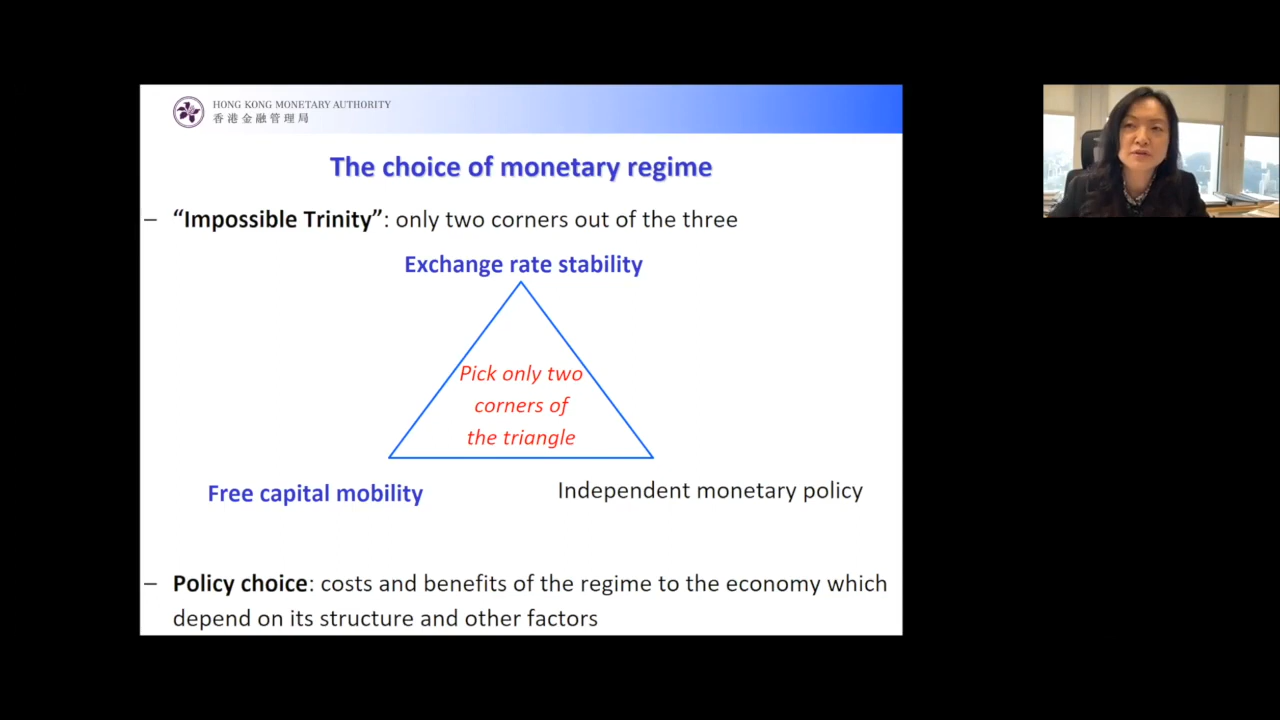 HONG KONG MONETARY AUTHORITY
香港金融管理局
The choice of monetary regime
– “Impossible Trinity”: only two corners out of the three
Exchange rate stability
Pick only two
corners of
the triangle
Free capital mobility
Independent monetary policy
– Policy choice: costs and benefits of the regime to the economy which
depend on its structure and other factors